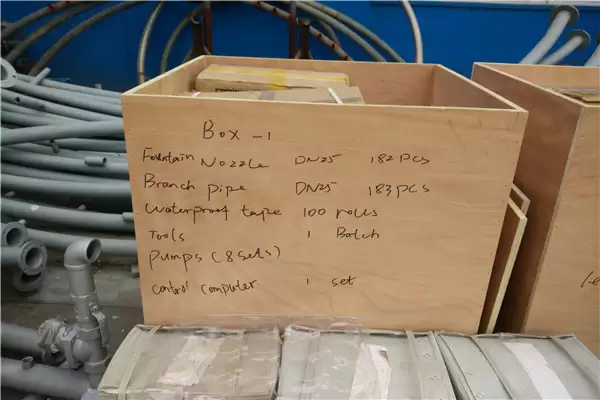 Box -1
Fountain Nozzle DN25 182 pcs
Branch pipe DN25 183 pcs
Waterproof tape 100 rolls
Tools 1 Batch
Pumps (8 sets)
control computer 1 set